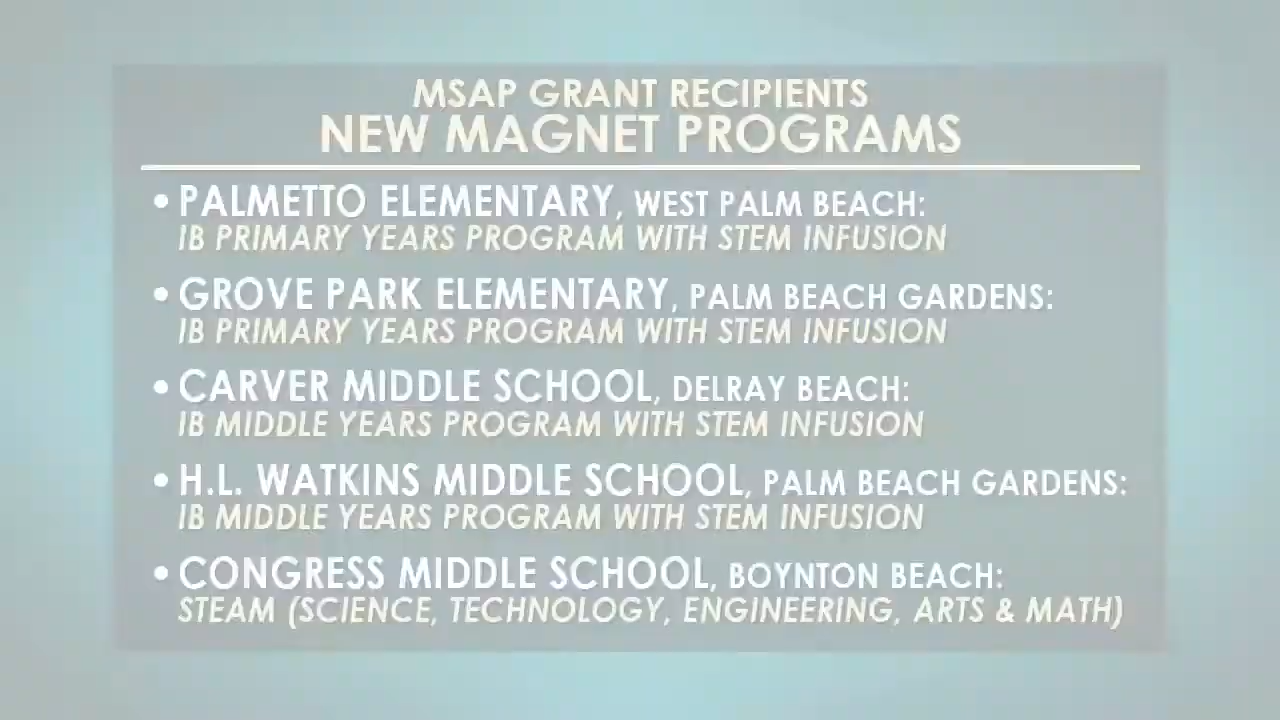 MSAP GRANT RECIPIENTS
NEW MAGNET PROGRAMS
• PALMETTO ELEMENTARY, WEST PALM BEACH:
IB PRIMARY YEARS PROGRAM WITH STEM INFUSION
• GROVE PARK ELEMENTARY, PALM BEACH GARDENS:
IB PRIMARY YEARS PROGRAM WITH STEM INFUSION
• CARVER MIDDLE SCHOOL, DELRAY BEACH:
IB MIDDLE YEARS PROGRAM WITH STEM INFUSION
• H.L. WATKINS MIDDLE SCHOOL, PALM BEACH GARDENS:
IB MIDDLE YEARS PROGRAM WITH STEM INFUSION
• CONGRESS MIDDLE SCHOOL, BOYNTON BEACH:
STEAM (SCIENCE, TECHNOLOGY, ENGINEERING, ARTS & MATH)